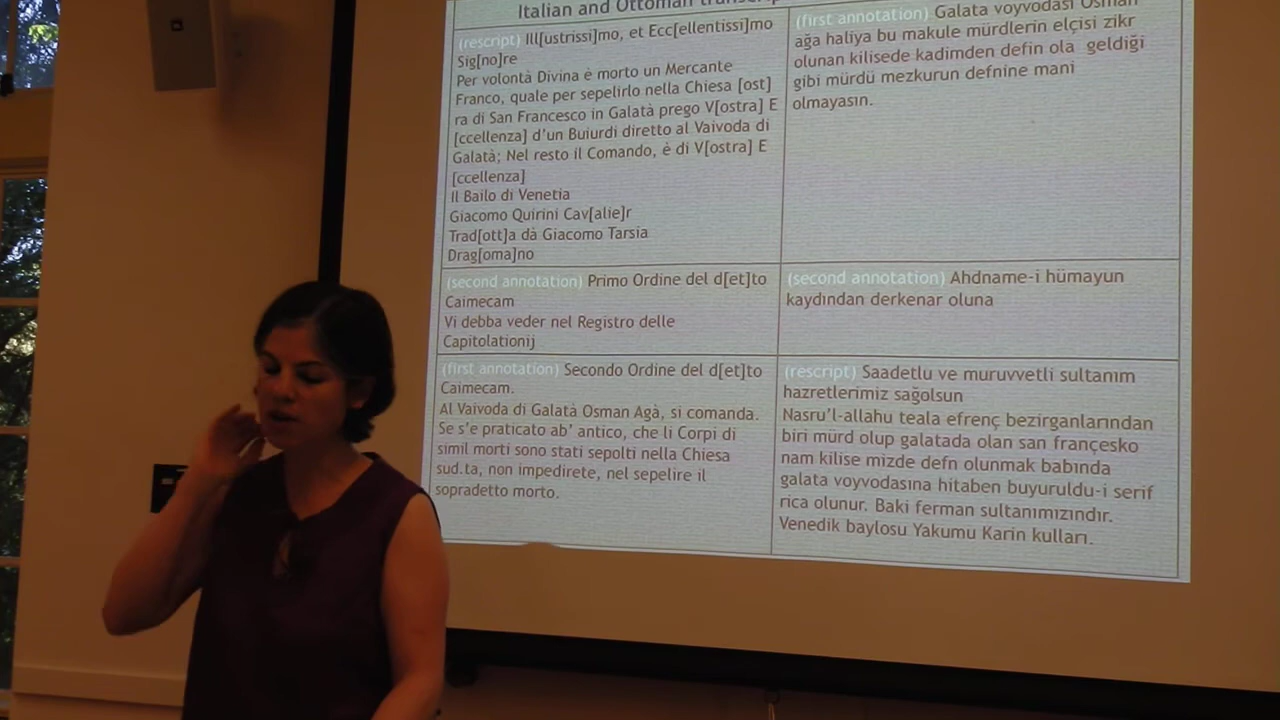 Italian and Ottoman
(rescript) Ill[ustrissi]mo, et Ecc[ellentissi]mo
Sig[no]re
Per volontà Divina è morto un Mercante
Franco, quale per sepelirlo nella Chiesa [ost]
ra di San Francesco in Galatà prego V[ostra] E
[ccellenza] d'un Buiurdi diretto al Vaivoda di
Galatà; Nel resto il Comando, è di V[ostra] E
[ccellenza]
Il Bailo di Venetia
Giacomo Quirini Cav[alie]r
Trad[ott]a dà Giacomo Tarsia
Drag[oma]no
(first annotation) Galata voyvodası Osman
ağa haliya bu makule mürdlerin elçisi zikr
olunan kilisede kadimden defin ola geldiği
gibi mürdü mezkurun defnine mani
olmayasın.
(second annotation) Primo Ordine del d[et]to
Caimecam
Vi debba veder nel Registro delle
Capitolationij
(second annotation) Ahdname-i hümayun
kaydından derkenar oluna
(first annotation) Secondo Ordine del d[et]to
Caimecam.
Al Vaivoda di Galatà Osman Agà, si comanda.
Se s'e praticato ab' antico, che li Corpi di
simil morti sono stati sepolti nella Chiesa
sud.ta, non impedirete, nel sepelire il
sopradetto morto.
(rescript) Saadetlu ve muruvvetli sultanım
hazretlerimiz sağolsun
Nasru'l-allahu teala efrenç bezirganlarından
biri mürd olup galatada olan san françesko
nam kilise mizde defn olunmak babında
galata voyvodasına hitaben buyuruldu-i serif
rica olunur. Baki ferman sultanımızındır.
Venedik baylosu Yakumu Karin kulları.